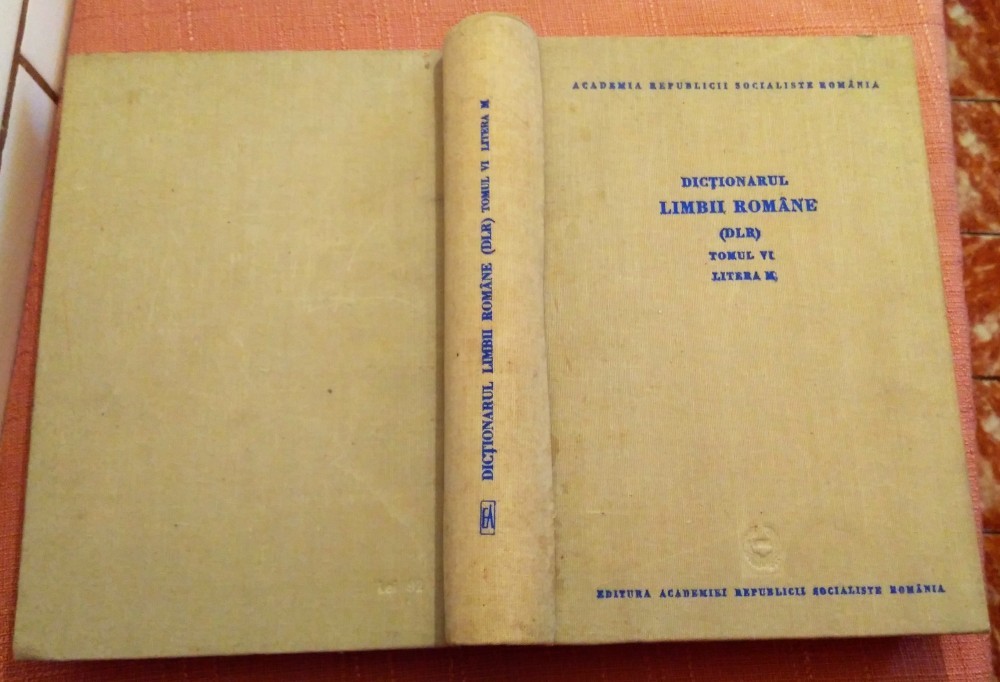 ACADEMIA REPUBLICII SOCIALISTE ROMÂNIA
DICȚIONARUL
LIMBII ROMÂNE
(DLR)
TOMUL VI
LITERA M
EDITURA ACADEMIEI REPUBLICII SOCIALISTE ROMÂNIA
DICȚIONARUL LIMBII ROMÂNE (DLR) TOMUL VI LITERA M